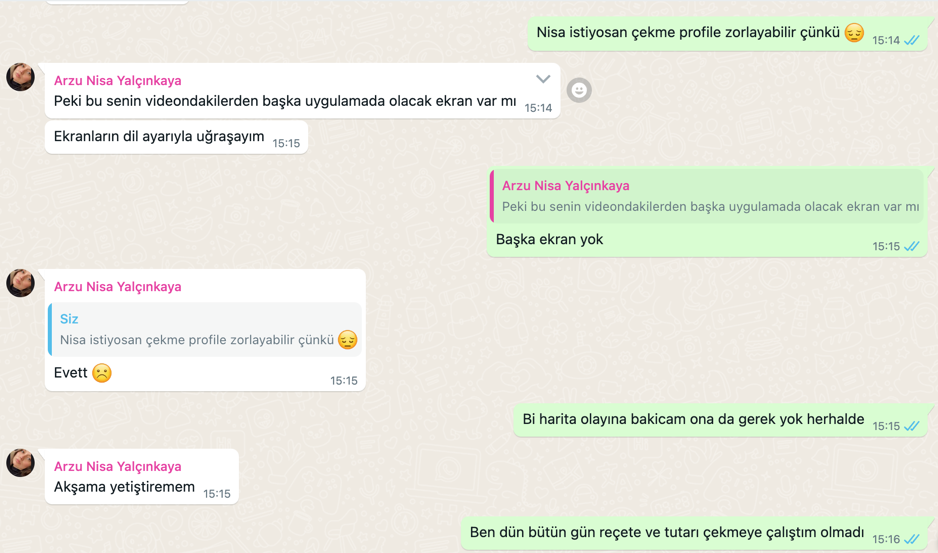 Nisa istiyosan çekme profile zorlayabilir çünkü 😔 15:14
Arzu Nisa Yalçınkaya
Peki bu senin videondakilerden başka uygulamada olacak ekran var mı 15:14
Ekranların dil ayarıyla uğraşayım 15:15
Arzu Nisa Yalçınkaya
Peki bu senin videondakilerden başka uygulamada olacak ekran var mı
Başka ekran yok 15:15
Arzu Nisa Yalçınkaya
Siz
Nisa istiyosan çekme profile zorlayabilir çünkü 😔
Evett ☹️ 15:15
Bi harita olayına bakicam ona da gerek yok herhalde 15:15
Arzu Nisa Yalçınkaya
Akşama yetiştiremem 15:15
Ben dün bütün gün reçete ve tutarı çekmeye çalıştım olmadı 15:16